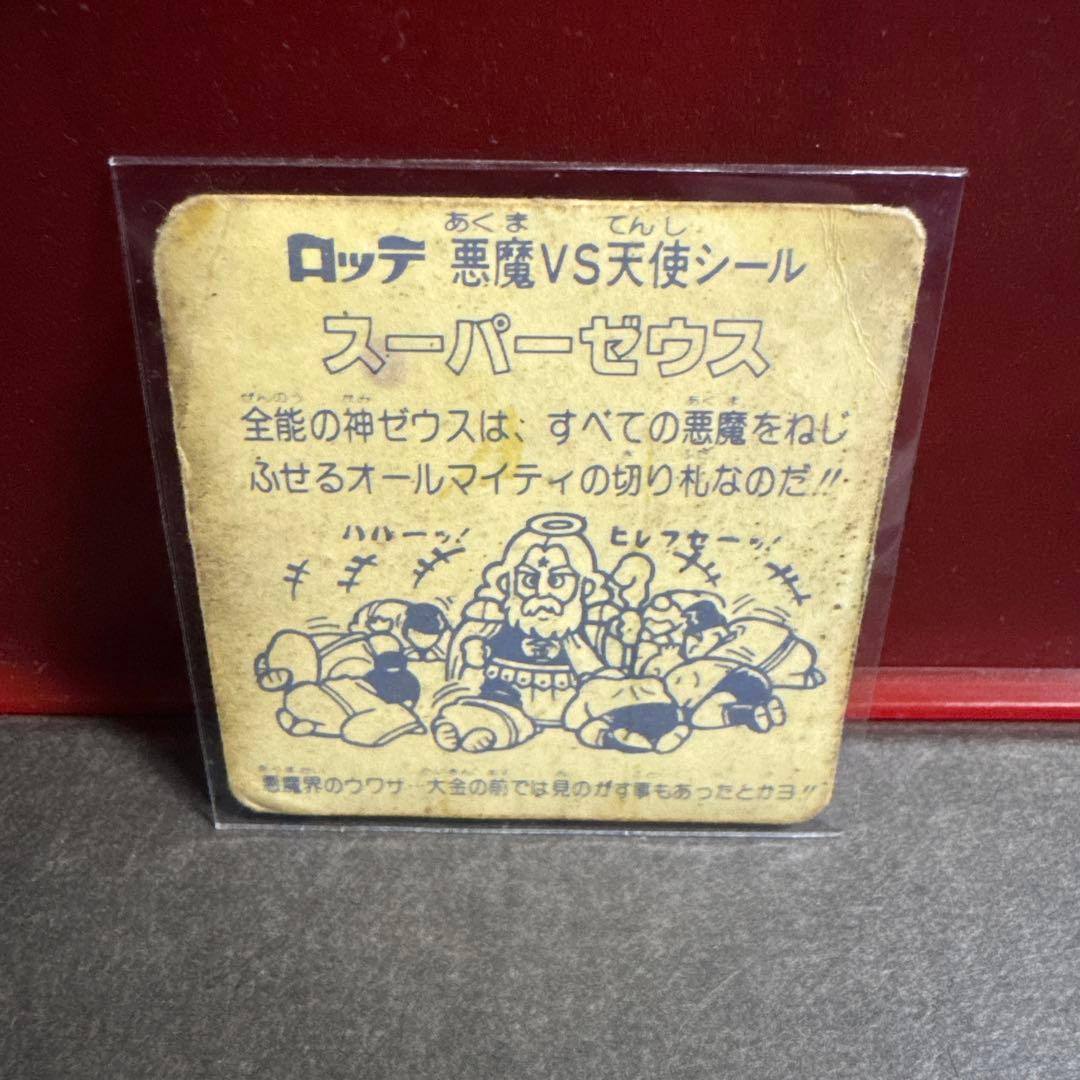 あくま てんし
ロッテ 悪魔VS天使シール
スーパーゼウス
ぜんのう かみ あくま
全能の神ゼウスは、すべての悪魔をねじ
き ふだ
ふせるオールマイティの切り札なのだ!!
ハハーッ! ヒレフセーッ!
金
悪魔界のウワサ…大金の前では見のがす事もあったとかヨ!!